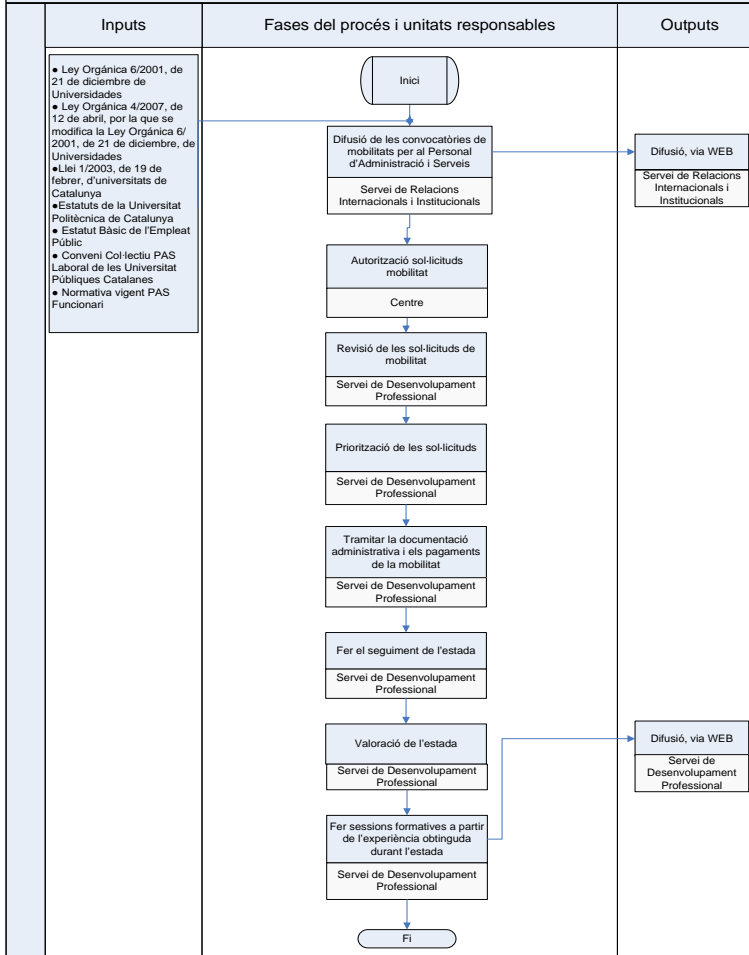 Inputs
Fases del procés i unitats responsables
Outputs
● Ley Orgánica 6/2001, de
21 de diciembre de
Universidades
● Ley Orgánica 4/2007, de
12 de abril, por la que se
modifica la Ley Orgánica 6/
2001, de 21 de diciembre, de
Universidades
●Llei 1/2003, de 19 de
febrer, d'universitats de
Catalunya
●Estatuts de la Universitat
Politècnica de Catalunya
● Estatut Bàsic de l'Empleat
Públic
● Conveni Col·lectiu PAS
Laboral de les Universitat
Públiques Catalanes
● Normativa vigent PAS
Funcionari
Inici
Difusió de les convocatòries de
mobilitats per al Personal
d'Administració i Serveis
Servei de Relacions
Internacionals i Institucionals
Difusió, via WEB
Servei de Relacions
Internacionals i
Institucionals
Autorització sol·licituds
mobilitat
Centre
Revisió de les sol·licituds de
mobilitat
Servei de Desenvolupament
Professional
Priorització de les sol·licituds
Servei de Desenvolupament
Professional
Tramitar la documentació
administrativa i els pagaments
de la mobilitat
Servei de Desenvolupament
Professional
Fer el seguiment de l'estada
Servei de Desenvolupament
Professional
Valoració de l'estada
Servei de Desenvolupament
Professional
Difusió, via WEB
Servei de
Desenvolupament
Professional
Fer sessions formatives a partir
de l'experiència obtinguda
durant l'estada
Servei de Desenvolupament
Professional
Fi